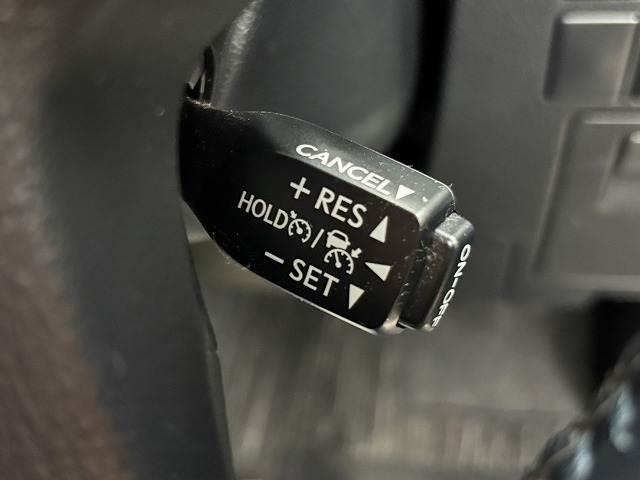 CANCEL▼
+ RES ▲
HOLD / ◀
− SET ▼
ON-OFF